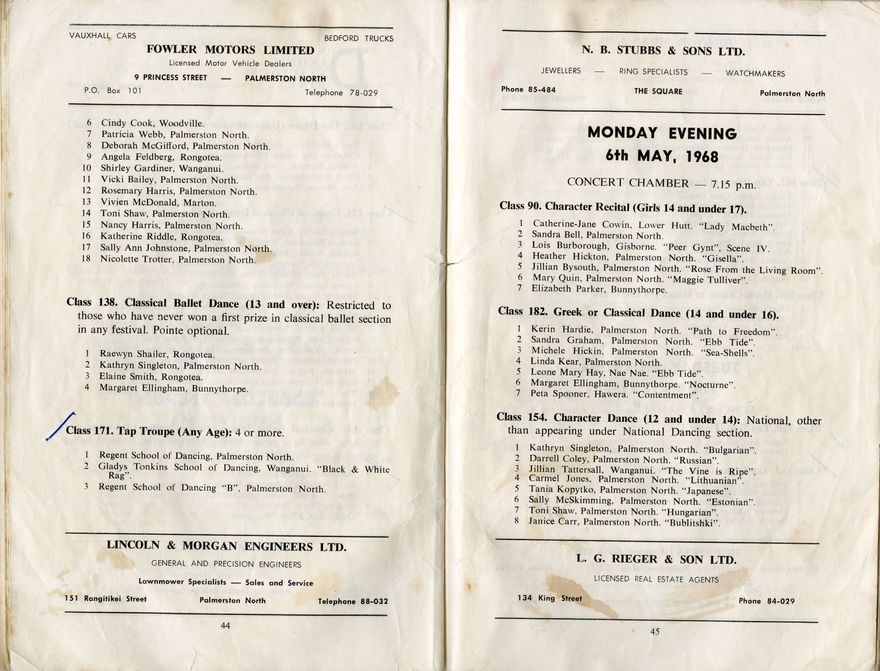 VAUXHALL CARS
BEDFORD TRUCKS
FOWLER MOTORS LIMITED
Licensed Motor Vehicle Dealers
9 PRINCESS STREET — PALMERSTON NORTH
P.O. Box 101 Telephone 78-029
6 Cindy Cook, Woodville.
7 Patricia Webb, Palmerston North.
8 Deborah McGifford, Palmerston North.
9 Angela Feldberg, Rongotea.
10 Shirley Gardiner, Wanganui.
11 Vicki Bailey, Palmerston North.
12 Rosemary Harris, Palmerston North.
13 Vivien McDonald, Marton.
14 Toni Shaw, Palmerston North.
15 Nancy Harris, Palmerston North.
16 Katherine Riddle, Rongotea.
17 Sally Ann Johnstone, Palmerston North.
18 Nicolette Trotter, Palmerston North.
Class 138. Classical Ballet Dance (13 and over): Restricted to
those who have never won a first prize in classical ballet section
in any festival. Pointe optional.
1 Raewyn Shailer, Rongotea.
2 Kathryn Singleton, Palmerston North.
3 Elaine Smith, Rongotea.
4 Margaret Ellingham, Bunnythorpe.
Class 171. Tap Troupe (Any Age): 4 or more.
1 Regent School of Dancing, Palmerston North.
2 Gladys Tonkins School of Dancing, Wanganui. "Black & White
Rag".
3 Regent School of Dancing "B", Palmerston North.
LINCOLN & MORGAN ENGINEERS LTD.
GENERAL AND PRECISION ENGINEERS
Lawnmower Specialists — Sales and Service
151 Rangitikei Street Palmerston North Telephone 88-032
44
N. B. STUBBS & SONS LTD.
JEWELLERS — RING SPECIALISTS — WATCHMAKERS
Phone 85-484 THE SQUARE Palmerston North
MONDAY EVENING
6th MAY, 1968
CONCERT CHAMBER — 7.15 p.m.
Class 90. Character Recital (Girls 14 and under 17).
1 Catherine-Jane Cowin, Lower Hutt. "Lady Macbeth".
2 Sandra Bell, Palmerston North.
3 Lois Burborough, Gisborne. "Peer Gynt", Scene IV.
4 Heather Hickton, Palmerston North. "Gisella".
5 Jillian Bysouth, Palmerston North. "Rose From the Living Room".
6 Mary Quin, Palmerston North. "Maggie Tulliver".
7 Elizabeth Parker, Bunnythorpe.
Class 182. Greek or Classical Dance (14 and under 16).
1 Kerin Hardie, Palmerston North. "Path to Freedom".
2 Sandra Graham, Palmerston North. "Ebb Tide".
3 Michele Hickin, Palmerston North. "Sea-Shells".
4 Linda Kear, Palmerston North.
5 Leone Mary Hay, Nae Nae. "Ebb Tide".
6 Margaret Ellingham, Bunnythorpe. "Nocturne".
7 Peta Spooner, Hawera. "Contentment".
Class 154. Character Dance (12 and under 14): National, other
than appearing under National Dancing section.
1 Kathryn Singleton, Palmerston North. "Bulgarian".
2 Darrell Coley, Palmerston North. "Russian".
3 Jillian Tattersall, Wanganui. "The Vine is Ripe".
4 Carmel Jones, Palmerston North. "Lithuanian".
5 Tania Kopytko, Palmerston North. "Japanese".
6 Sally McSkimming, Palmerston North. "Estonian".
7 Toni Shaw, Palmerston North. "Hungarian".
8 Janice Carr, Palmerston North. "Bublitshki".
L. G. RIEGER & SON LTD.
LICENSED REAL ESTATE AGENTS
134 King Street Phone 84-029
45